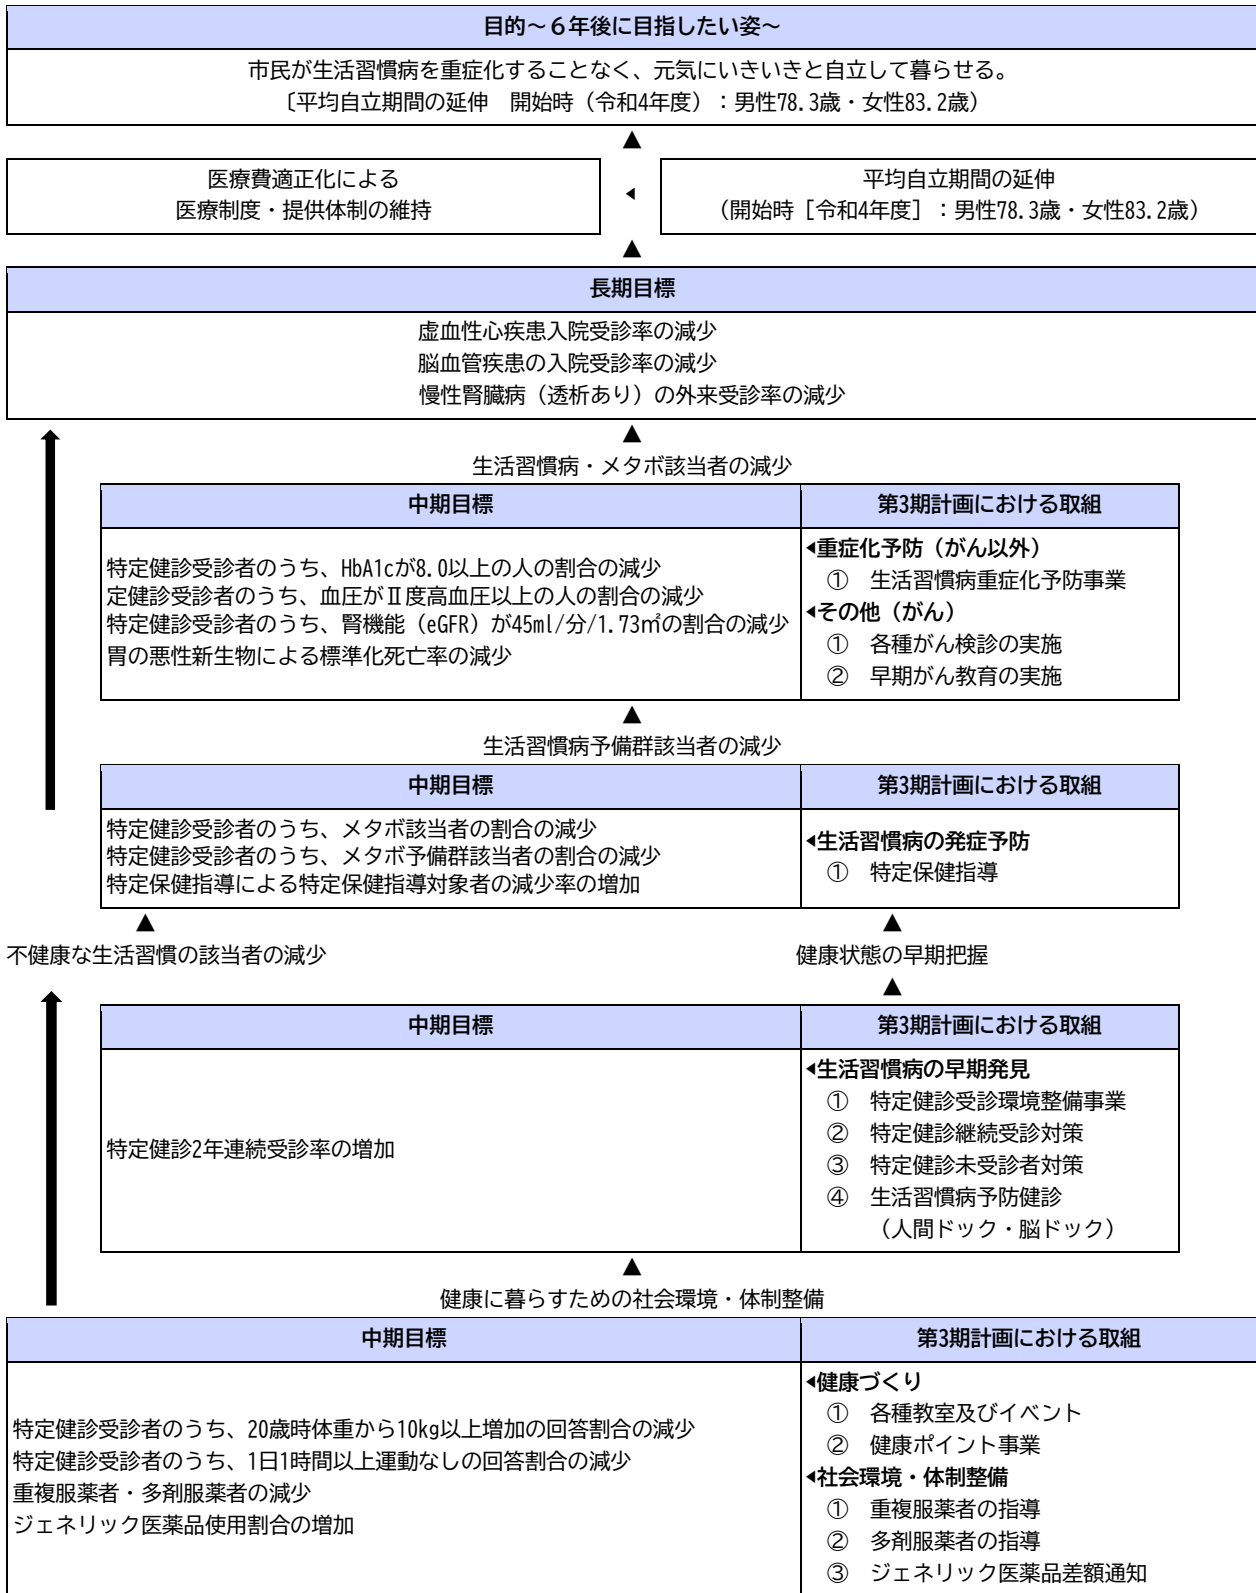 目的～６年後に目指したい姿～
市民が生活習慣病を重症化することなく、元気にいきいきと自立して暮らせる。
〔平均自立期間の延伸　開始時（令和4年度）：男性78.3歳・女性83.2歳）
▲
医療費適正化による
医療制度・提供体制の維持
◀
平均自立期間の延伸
（開始時［令和4年度］：男性78.3歳・女性83.2歳）
▲
長期目標
虚血性心疾患入院受診率の減少
脳血管疾患の入院受診率の減少
慢性腎臓病（透析あり）の外来受診率の減少
▲
生活習慣病・メタボ該当者の減少
中期目標
第3期計画における取組
特定健診受診者のうち、HbA1cが8.0以上の人の割合の減少
定健診受診者のうち、血圧がⅡ度高血圧以上の人の割合の減少
特定健診受診者のうち、腎機能（eGFR）が45ml/分/1.73㎡の割合の減少
胃の悪性新生物による標準化死亡率の減少
◀重症化予防（がん以外）
①　生活習慣病重症化予防事業
◀その他（がん）
①　各種がん検診の実施
②　早期がん教育の実施
▲
生活習慣病予備群該当者の減少
中期目標
第3期計画における取組
特定健診受診者のうち、メタボ該当者の割合の減少
特定健診受診者のうち、メタボ予備群該当者の割合の減少
特定保健指導による特定保健指導対象者の減少率の増加
◀生活習慣病の発症予防
①　特定保健指導
▲
不健康な生活習慣の該当者の減少
▲
健康状態の早期把握
▲
中期目標
第3期計画における取組
特定健診2年連続受診率の増加
◀生活習慣病の早期発見
①　特定健診受診環境整備事業
②　特定健診継続受診対策
③　特定健診未受診者対策
④　生活習慣病予防健診
（人間ドック・脳ドック）
▲
健康に暮らすための社会環境・体制整備
中期目標
第3期計画における取組
特定健診受診者のうち、20歳時体重から10kg以上増加の回答割合の減少
特定健診受診者のうち、1日1時間以上運動なしの回答割合の減少
重複服薬者・多剤服薬者の減少
ジェネリック医薬品使用割合の増加
◀健康づくり
①　各種教室及びイベント
②　健康ポイント事業
◀社会環境・体制整備
①　重複服薬者の指導
②　多剤服薬者の指導
③　ジェネリック医薬品差額通知